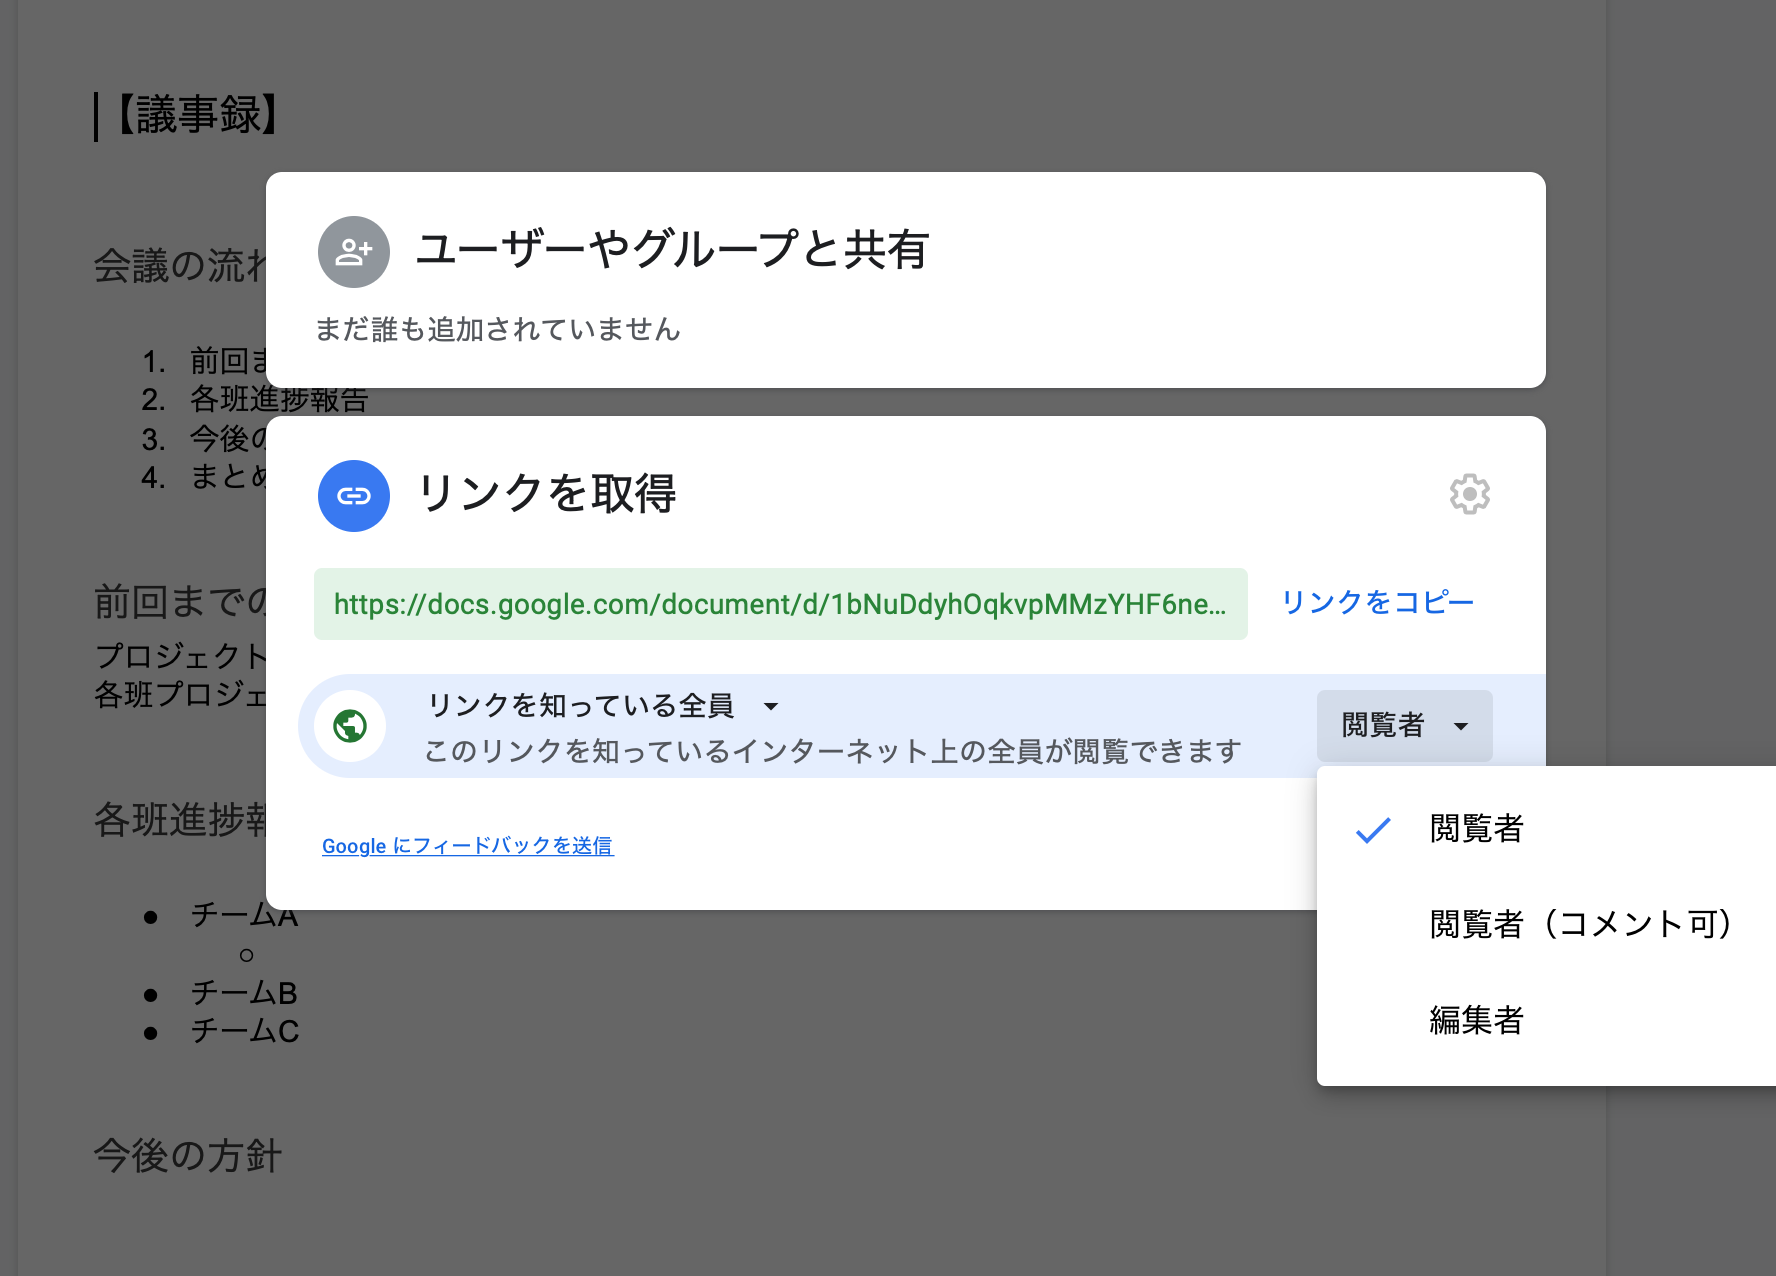 【議事録】
ユーザーやグループと共有
会議の流れ
まだ誰も追加されていません
1. 前回ま
2. 各班進捗報告
3. 今後の
4. まとめ
リンクを取得
https://docs.google.com/document/d/1bNuDdyhOqkvpMMzYHF6ne...
リンクをコピー
前回までの
プロジェクト
各班プロジェ
リンクを知っている全員
このリンクを知っているインターネット上の全員が閲覧できます
閲覧者
閲覧者
閲覧者（コメント可）
編集者
Google にフィードバックを送信
各班進捗報
● チームA
○
● チームB
● チームC
今後の方針